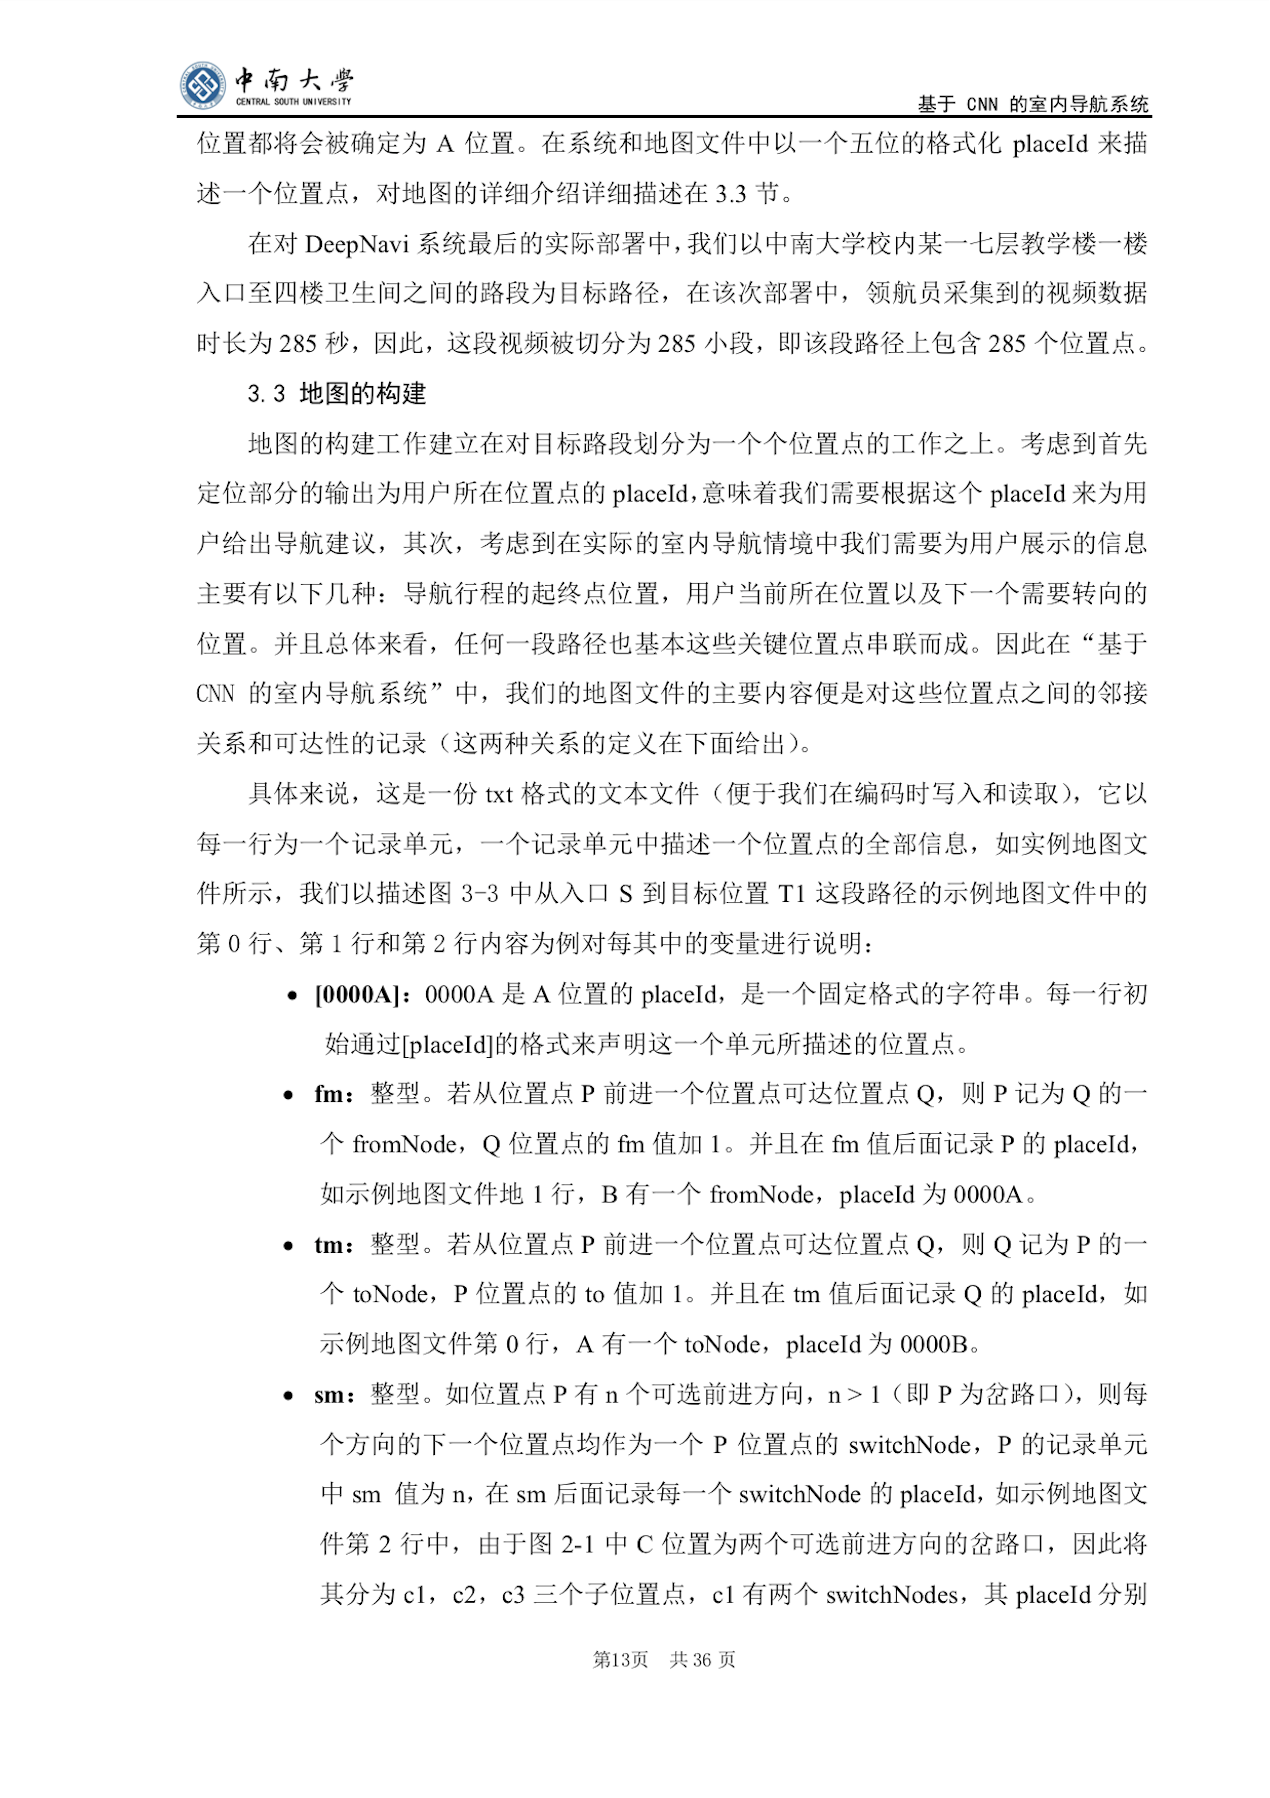 中南大学
CENTRAL SOUTH UNIVERSITY
基于 CNN 的室内导航系统
位置都将会被确定为 A 位置。在系统和地图文件中以一个五位的格式化 placeId 来描
述一个位置点，对地图的详细介绍详细描述在 3.3 节。
在对 DeepNavi 系统最后的实际部署中，我们以中南大学校内某一七层教学楼一楼
入口至四楼卫生间之间的路段为目标路径，在该次部署中，领航员采集到的视频数据
时长为 285 秒，因此，这段视频被切分为 285 小段，即该段路径上包含 285 个位置点。
3.3 地图的构建
地图的构建工作建立在对目标路段划分为一个个位置点的工作之上。考虑到首先
定位部分的输出为用户所在位置点的 placeId，意味着我们需要根据这个 placeId 来为用
户给出导航建议，其次，考虑到在实际的室内导航情境中我们需要为用户展示的信息
主要有以下几种：导航行程的起终点位置，用户当前所在位置以及下一个需要转向的
位置。并且总体来看，任何一段路径也基本这些关键位置点串联而成。因此在“基于
CNN 的室内导航系统”中，我们的地图文件的主要内容便是对这些位置点之间的邻接
关系和可达性的记录（这两种关系的定义在下面给出）。
具体来说，这是一份 txt 格式的文本文件（便于我们在编码时写入和读取），它以
每一行为一个记录单元，一个记录单元中描述一个位置点的全部信息，如实例地图文
件所示，我们以描述图 3-3 中从入口 S 到目标位置 T1 这段路径的示例地图文件中的
第 0 行、第 1 行和第 2 行内容为例对每其中的变量进行说明：
• [0000A]：0000A 是 A 位置的 placeId，是一个固定格式的字符串。每一行初
始通过[placeId]的格式来声明这一个单元所描述的位置点。
• fm：整型。若从位置点 P 前进一个位置点可达位置点 Q，则 P 记为 Q 的一
个 fromNode，Q 位置点的 fm 值加 1。并且在 fm 值后面记录 P 的 placeId，
如示例地图文件地 1 行，B 有一个 fromNode，placeId 为 0000A。
• tm：整型。若从位置点 P 前进一个位置点可达位置点 Q，则 Q 记为 P 的一
个 toNode，P 位置点的 to 值加 1。并且在 tm 值后面记录 Q 的 placeId，如
示例地图文件第 0 行，A 有一个 toNode，placeId 为 0000B。
• sm：整型。如位置点 P 有 n 个可选前进方向，n > 1（即 P 为岔路口），则每
个方向的下一个位置点均作为一个 P 位置点的 switchNode，P 的记录单元
中 sm 值为 n，在 sm 后面记录每一个 switchNode 的 placeId，如示例地图文
件第 2 行中，由于图 2-1 中 C 位置为两个可选前进方向的岔路口，因此将
其分为 c1，c2，c3 三个子位置点，c1 有两个 switchNodes，其 placeId 分别
第13页 共 36 页